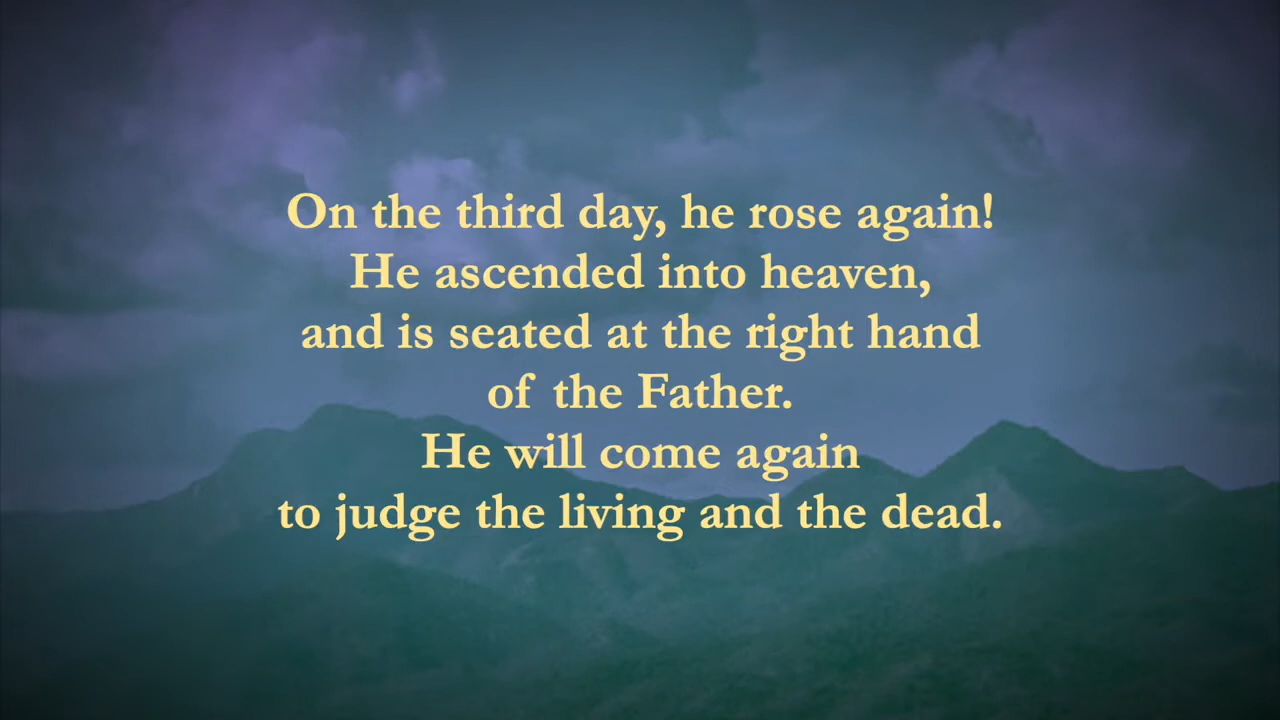 On the third day, he rose again!
He ascended into heaven,
and is seated at the right hand
of the Father.
He will come again
to judge the living and the dead.